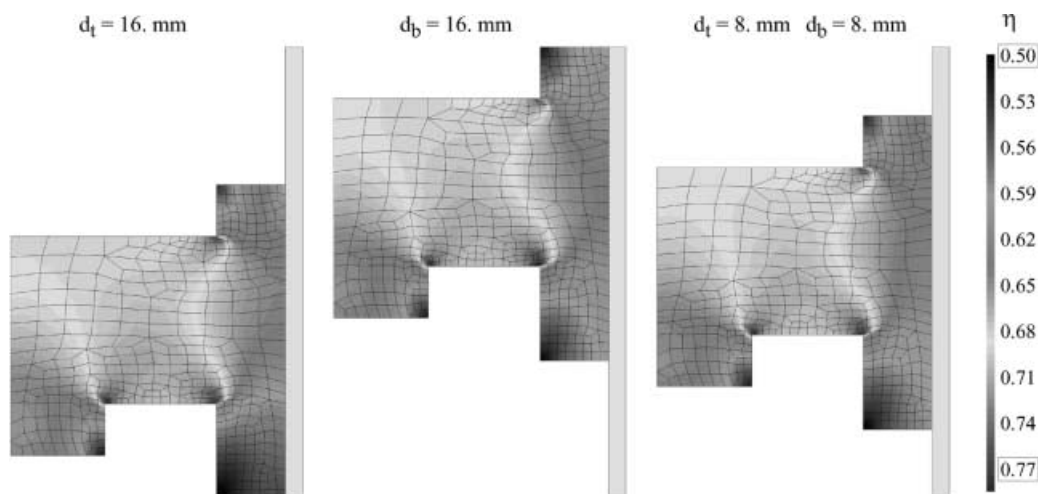 d_t = 16. mm
d_b = 16. mm
d_t = 8. mm d_b = 8. mm
η
0.50
0.53
0.56
0.59
0.62
0.65
0.68
0.71
0.74
0.77